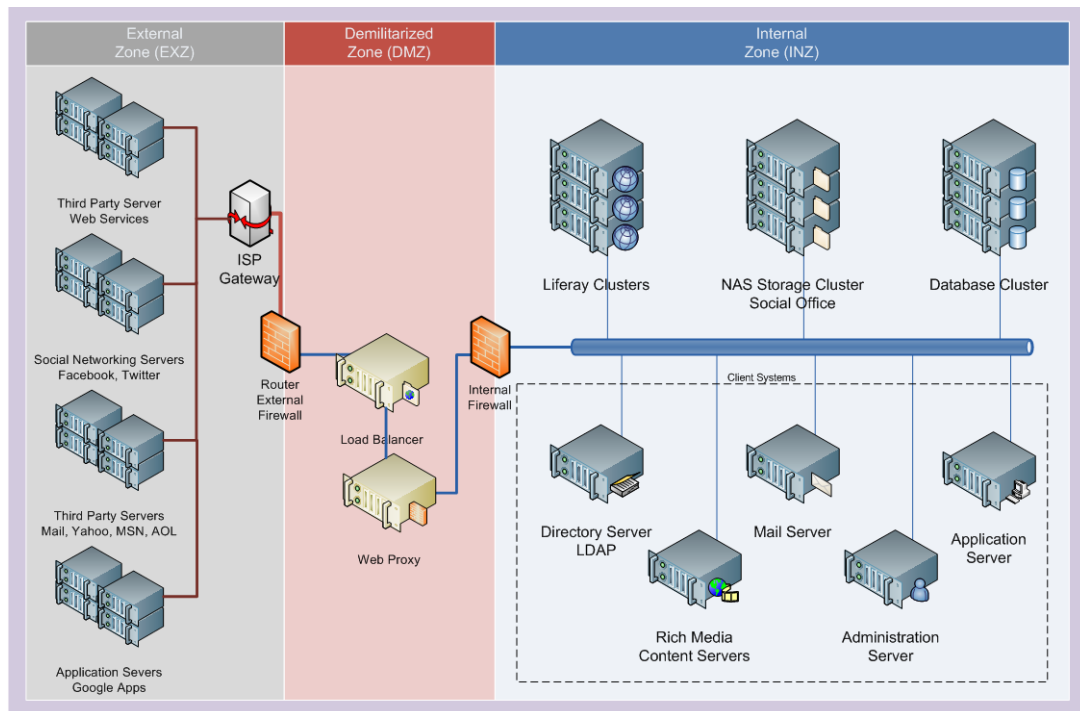 External
Zone (EXZ)
Demilitarized
Zone (DMZ)
Internal
Zone (INZ)
Third Party Server
Web Services
Social Networking Servers
Facebook, Twitter
Third Party Servers
Mail, Yahoo, MSN, AOL
Application Severs
Google Apps
ISP
Gateway
Router
External
Firewall
Load Balancer
Web Proxy
Internal
Firewall
Liferay Clusters
NAS Storage Cluster
Social Office
Database Cluster
Client Systems
Directory Server
LDAP
Mail Server
Application
Server
Rich Media
Content Servers
Administration
Server